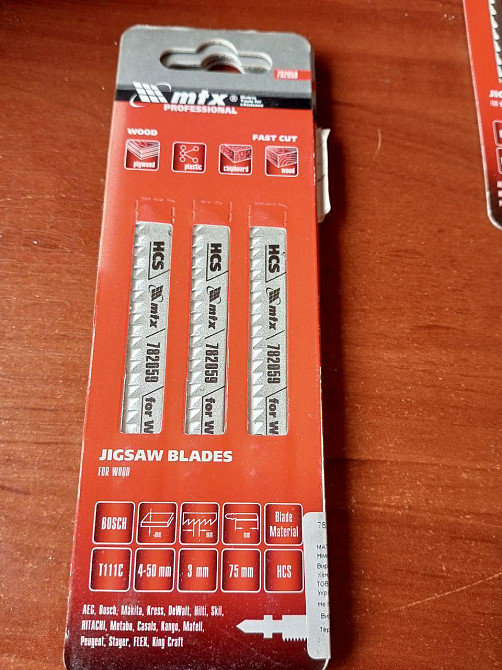 782059
mtx®
PROFESSIONAL
WOOD
FAST CUT
plywood
plastic
chipboard
wood
HCS mtx 782059 for W
HCS mtx 782059 for W
HCS mtx 782059 for W
JIGSAW BLADES
FOR WOOD
BOSCH
Blade Material
T111C
4-50 mm
3 mm
75 mm
HCS
AEG, Bosch, Makita, Kress, DeWalt, Hilti, Skil,
HITACHI, Metabo, Casals, Kango, Mafell,
Peugeot, Stayer, FLEX, King Craft
78